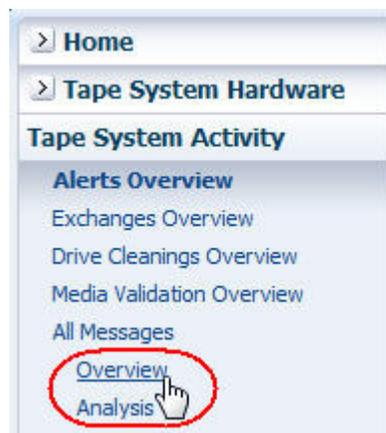 Home
Tape System Hardware
Tape System Activity
Alerts Overview
Exchanges Overview
Drive Cleanings Overview
Media Validation Overview
All Messages
Overview
Analysis